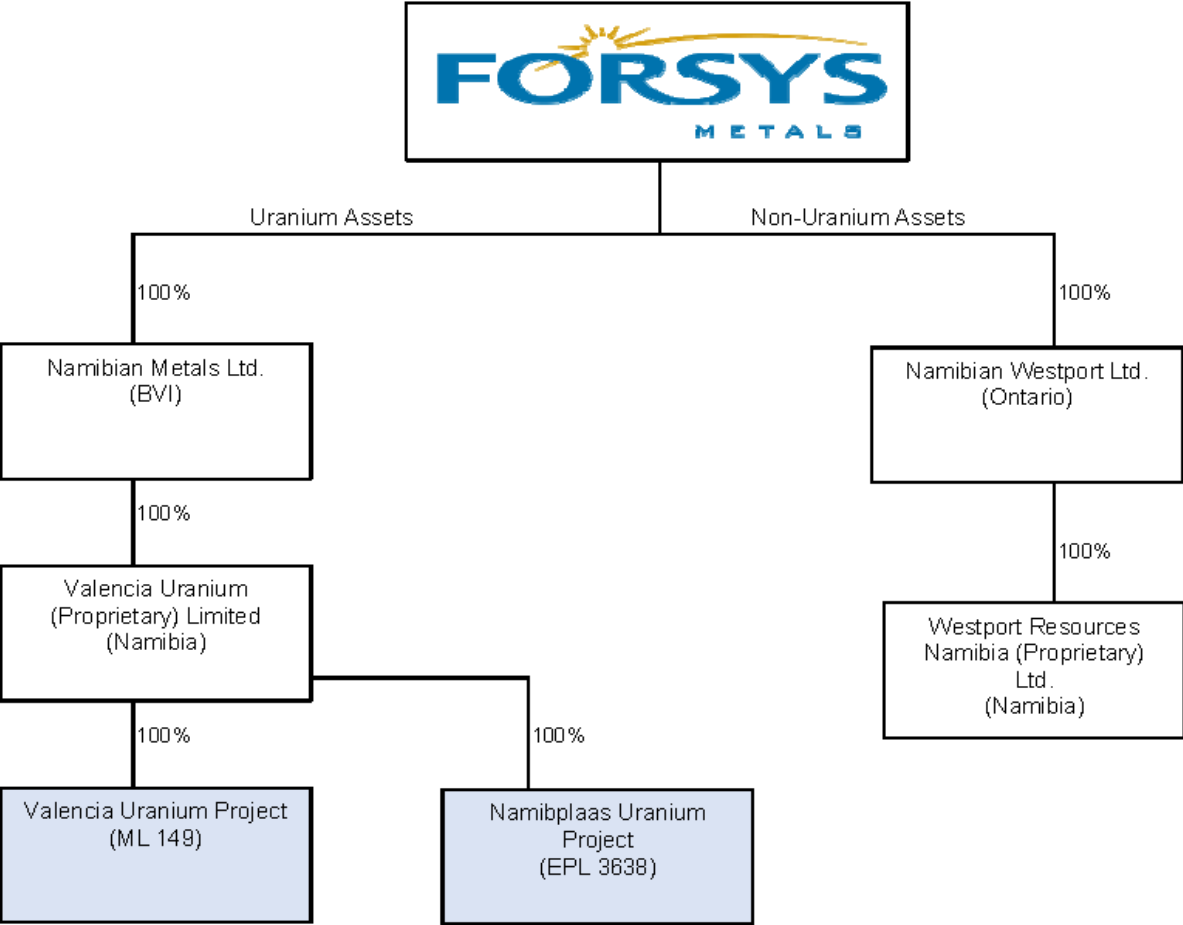 FORSYS
METALS
Uranium Assets
Non-Uranium Assets
100%
100%
Namibian Metals Ltd.
(BVI)
Namibian Westport Ltd.
(Ontario)
100%
100%
Valencia Uranium
(Proprietary) Limited
(Namibia)
Westport Resources
Namibia (Proprietary)
Ltd.
(Namibia)
100%
100%
Valencia Uranium Project
(ML 149)
Namibplaas Uranium
Project
(EPL 3638)